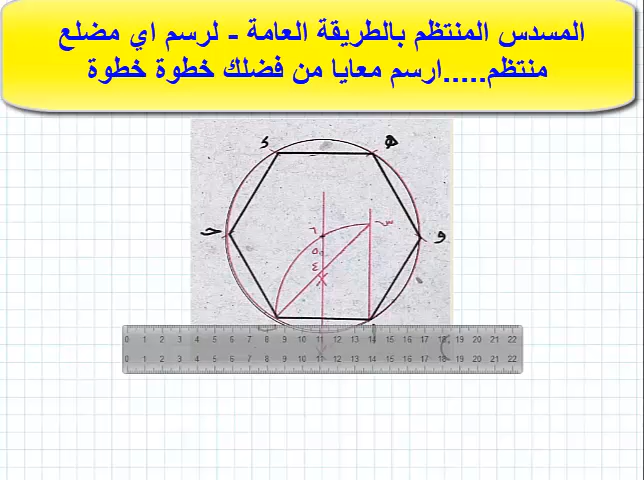 المسدس المنتظم بالطريقة العامة - لرسم اي مضلع
منتظم.....ارسم معايا من فضلك خطوة خطوة
ء هـ
س
حـ ٦ و
٥
٤
0 1 2 3 4 5 6 7 8 9 10 11 12 13 14 15 16 17 18 19 20 21 22
0 1 2 3 4 5 6 7 8 9 10 11 12 13 14 15 16 17 18 19 20 21 22